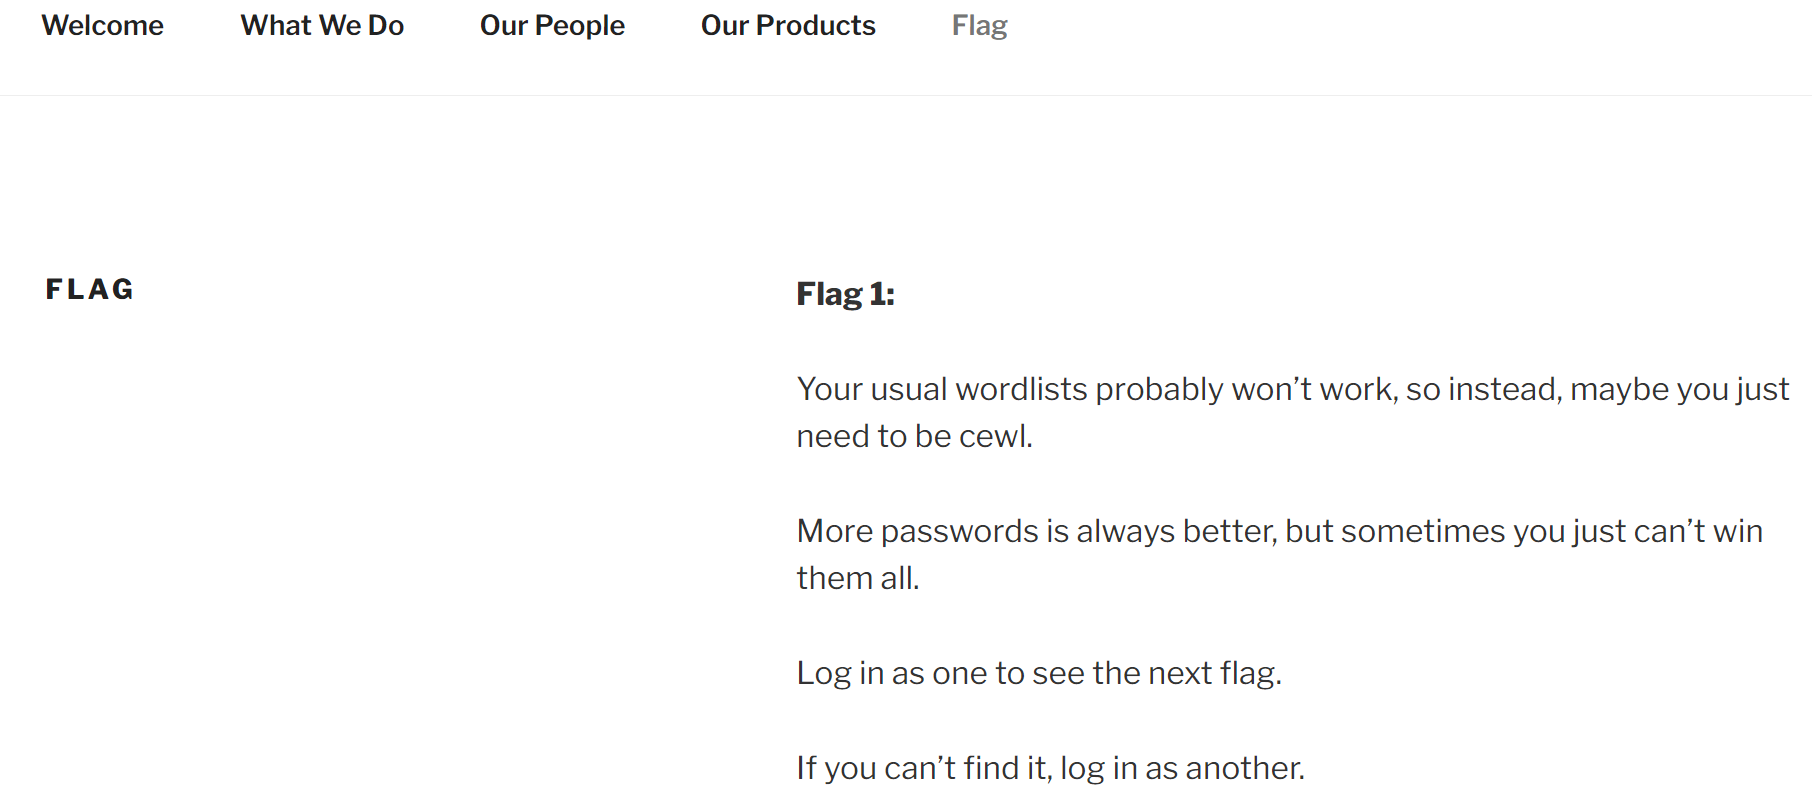 Welcome What We Do Our People Our Products Flag
FLAG
Flag 1:
Your usual wordlists probably won’t work, so instead, maybe you just
need to be cewl.
More passwords is always better, but sometimes you just can’t win
them all.
Log in as one to see the next flag.
If you can’t find it, log in as another.